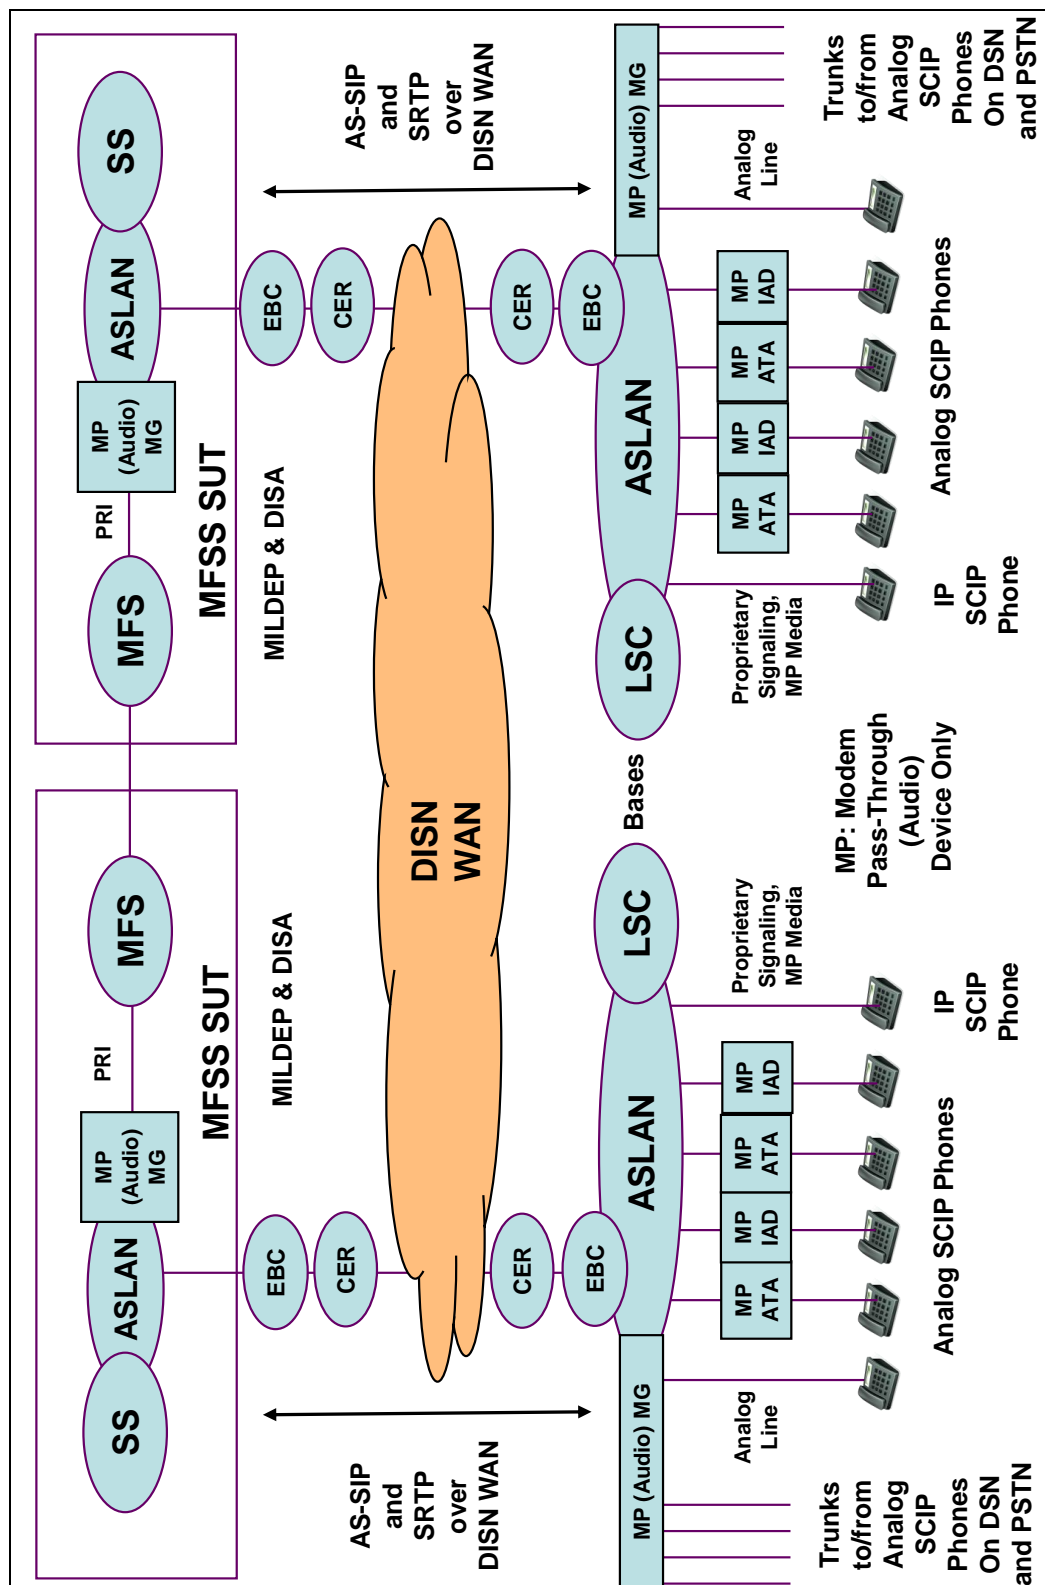 SS
ASLAN
MP
(Audio)
MG
PRI
MFS
MFSS SUT
MFS
PRI
MP
(Audio)
MG
ASLAN
SS
MFSS SUT
AS-SIP
and
SRTP
over
DISN WAN
EBC
CER
MILDEP & DISA
MILDEP & DISA
EBC
CER
AS-SIP
and
SRTP
over
DISN WAN
DISN
WAN
CER
EBC
CER
EBC
MP (Audio) MG
ASLAN
LSC
Bases
LSC
ASLAN
MP (Audio) MG
Analog
Line
MP
ATA
MP
IAD
MP
ATA
MP
IAD
Proprietary
Signaling,
MP Media
Proprietary
Signaling,
MP Media
MP
ATA
MP
IAD
MP
ATA
MP
IAD
Analog
Line
Trunks
to/from
Analog
SCIP
Phones
On DSN
and PSTN
Analog SCIP Phones
IP
SCIP
Phone
MP: Modem
Pass-Through
(Audio)
Device Only
IP
SCIP
Phone
Analog SCIP Phones
Trunks
to/from
Analog
SCIP
Phones
On DSN
and PSTN